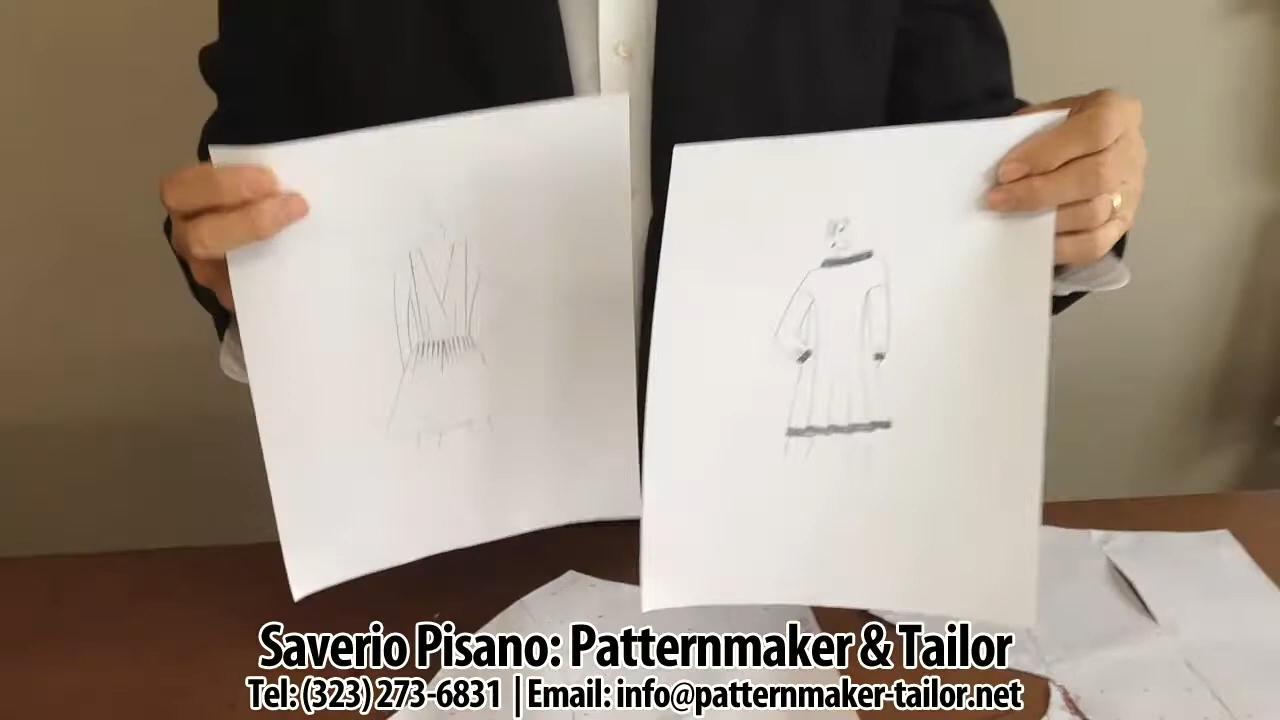 Saverio Pisano: Patternmaker & Tailor
Tel: (323) 273-6831 | Email: info@patternmaker-tailor.net